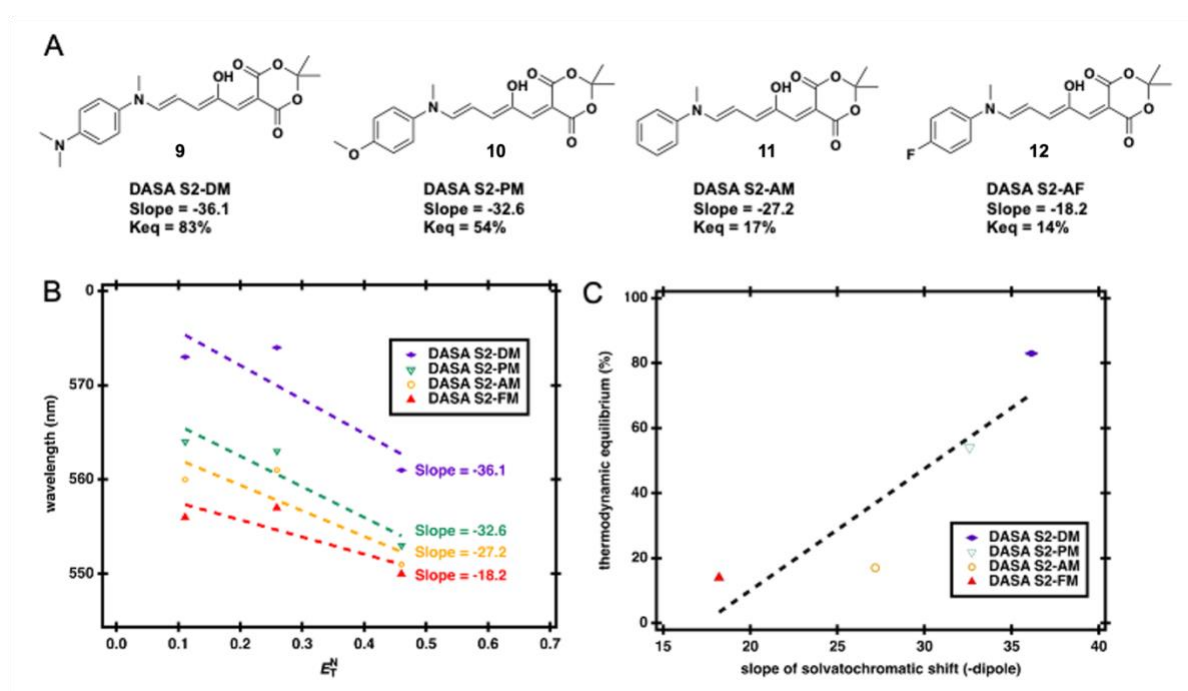 A
OH
O
O
O
O
N
N
9
DASA S2-DM
Slope = -36.1
Keq = 83%
OH
O
O
O
O
N
O
10
DASA S2-PM
Slope = -32.6
Keq = 54%
OH
O
O
O
O
N
11
DASA S2-AM
Slope = -27.2
Keq = 17%
OH
O
O
O
O
N
F
12
DASA S2-AF
Slope = -18.2
Keq = 14%
B
wavelength (nm)
0
570
560
550
DASA S2-DM
DASA S2-PM
DASA S2-AM
DASA S2-FM
Slope = -36.1
Slope = -32.6
Slope = -27.2
Slope = -18.2
0.0 0.1 0.2 0.3 0.4 0.5 0.6 0.7
E_T^N
C
thermodynamic equilibrium (%)
100
80
60
40
20
0
DASA S2-DM
DASA S2-PM
DASA S2-AM
DASA S2-FM
15 20 25 30 35 40
slope of solvatochromatic shift (-dipole)